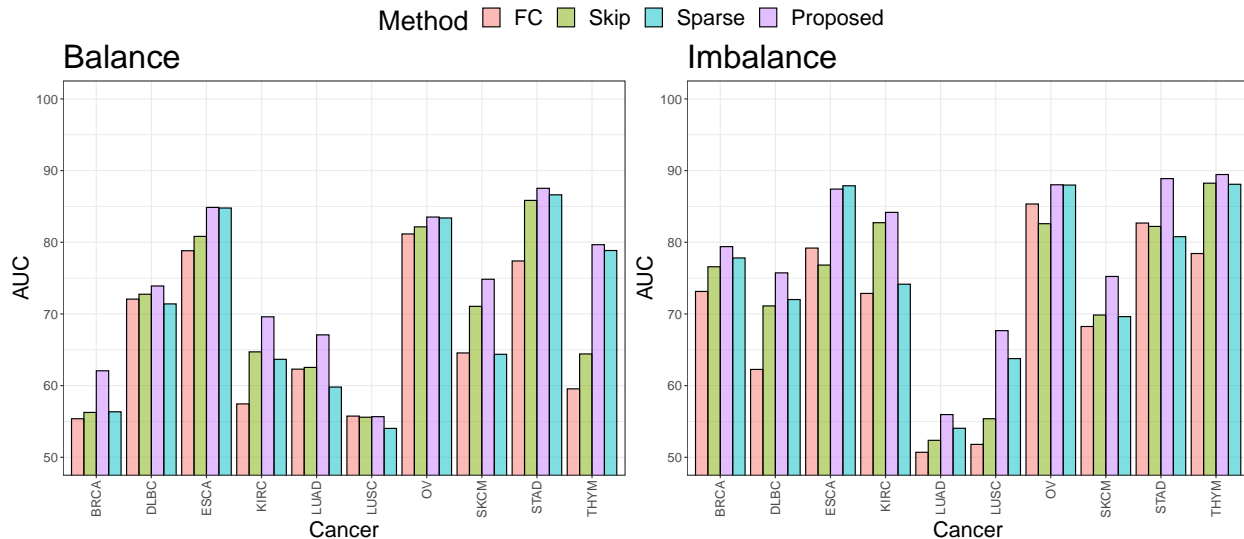 Method FC Skip Sparse Proposed
Balance
100
90
80
70
60
50
AUC
BRCA DLBC ESCA KIRC LUAD LUSC OV SKCM STAD THYM
Cancer
Imbalance
100
90
80
70
60
50
AUC
BRCA DLBC ESCA KIRC LUAD LUSC OV SKCM STAD THYM
Cancer